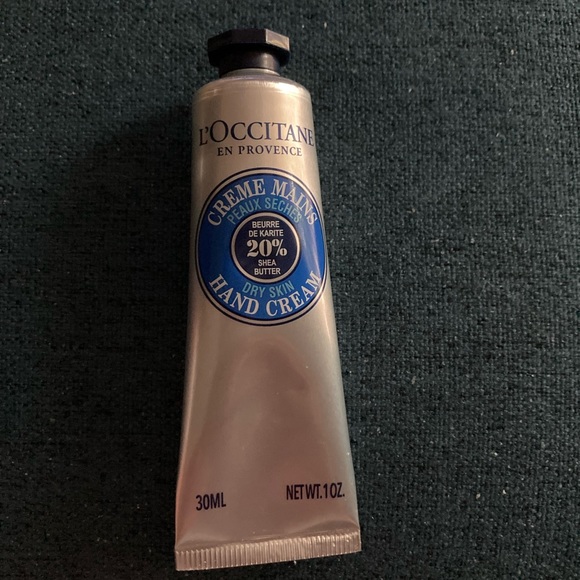 L'OCCITANE
EN PROVENCE
CREME MAINS
PEAUX SECHES
BEURRE
DE KARITE
20%
SHEA
BUTTER
DRY SKIN
HAND CREAM
30ML
NET WT. 1 OZ.